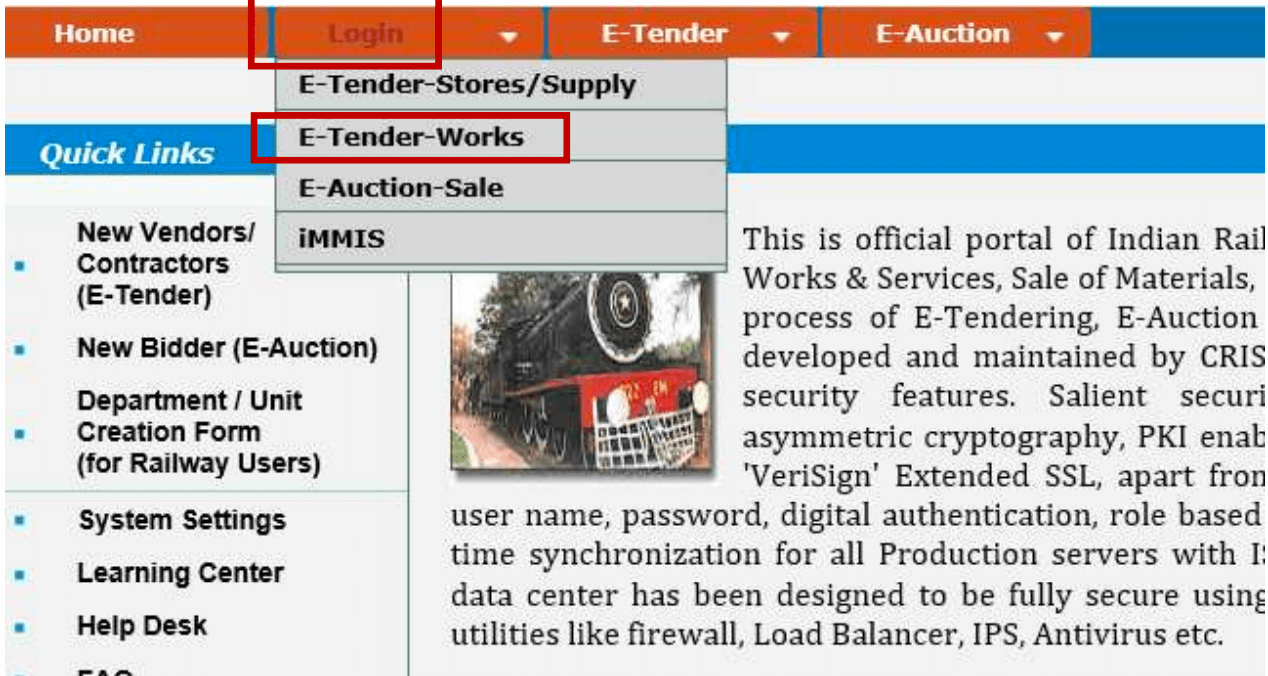 Home Login E-Tender E-Auction
E-Tender-Stores/Supply
E-Tender-Works
E-Auction-Sale
iMMIS
Quick Links
New Vendors/
Contractors
(E-Tender)
New Bidder (E-Auction)
Department / Unit
Creation Form
(for Railway Users)
System Settings
Learning Center
Help Desk
FAQ
This is official portal of Indian Rail
Works & Services, Sale of Materials,
process of E-Tendering, E-Auction
developed and maintained by CRIS
security features. Salient securi
asymmetric cryptography, PKI enab
'VeriSign' Extended SSL, apart from
user name, password, digital authentication, role based
time synchronization for all Production servers with IS
data center has been designed to be fully secure using
utilities like firewall, Load Balancer, IPS, Antivirus etc.